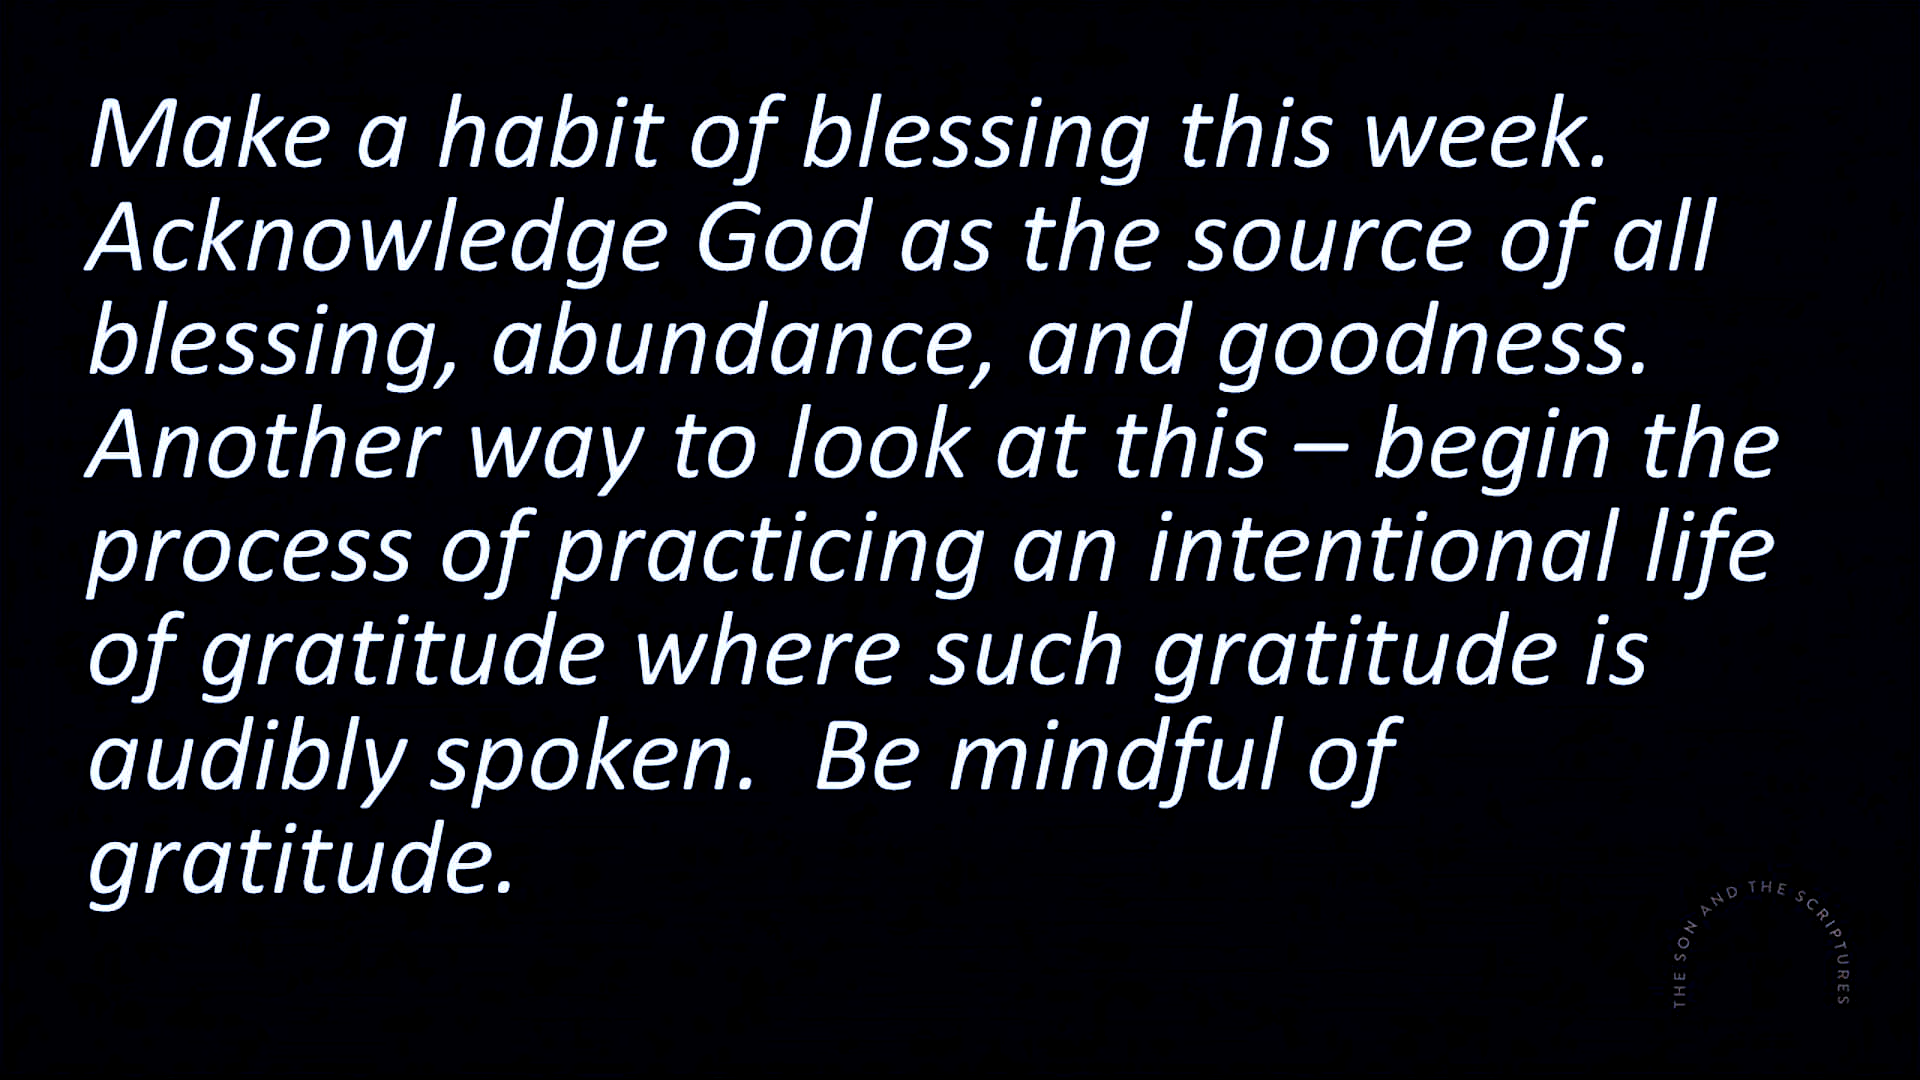 Make a habit of blessing this week.
Acknowledge God as the source of all
blessing, abundance, and goodness.
Another way to look at this – begin the
process of practicing an intentional life
of gratitude where such gratitude is
audibly spoken.  Be mindful of
gratitude.
THE SON AND THE SCRIPTURES